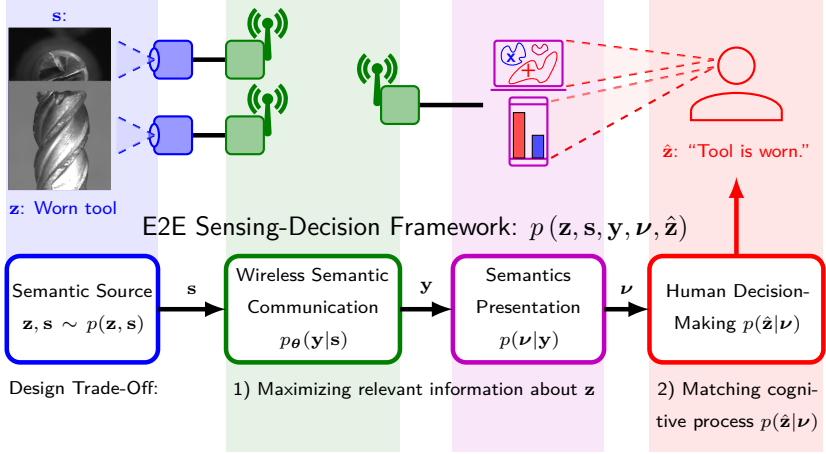 s:
x
+
ẑ: “Tool is worn.”
z: Worn tool
E2E Sensing-Decision Framework: p (z, s, y, ν, ẑ)
Semantic Source
z, s ∼ p(z, s)
s
Wireless Semantic
Communication
pθ(y|s)
y
Semantics
Presentation
p(ν|y)
ν
Human Decision-
Making p(ẑ|ν)
Design Trade-Off:
1) Maximizing relevant information about z
2) Matching cogni-
tive process p(ẑ|ν)